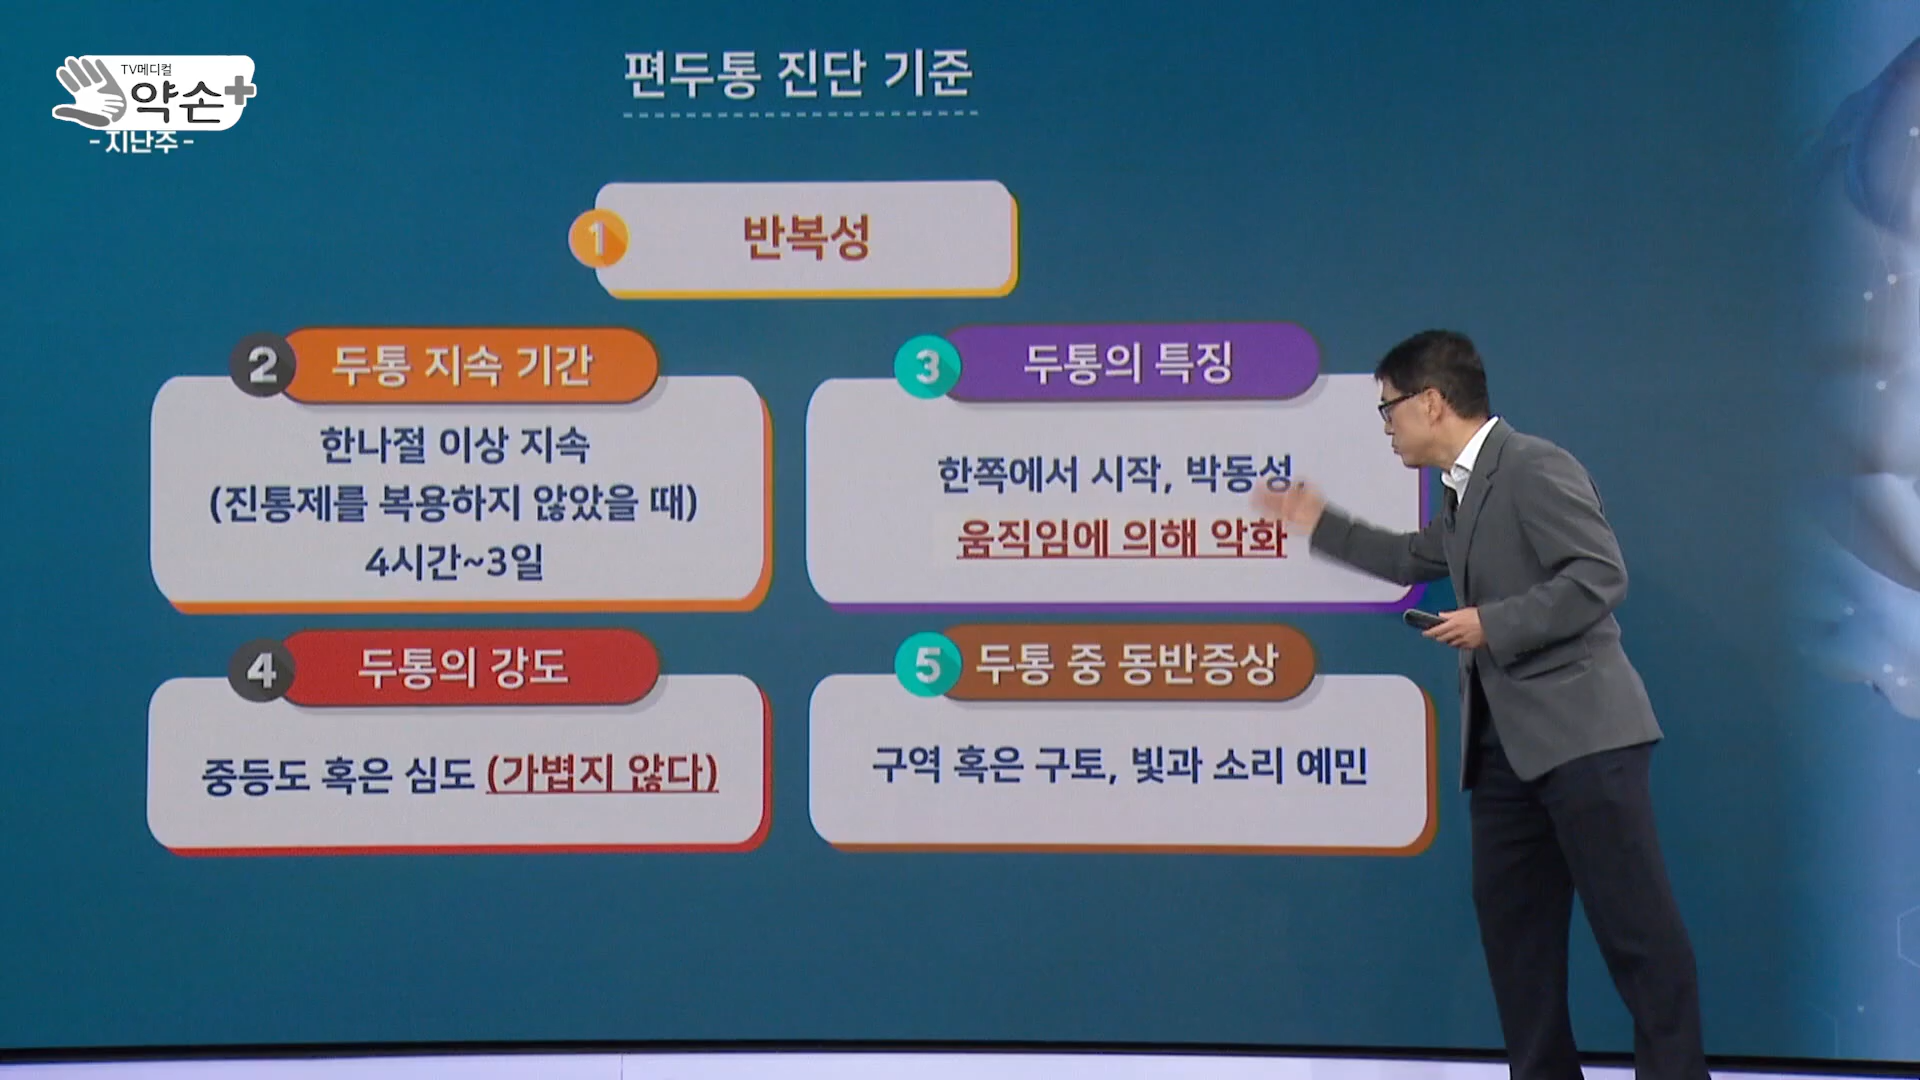 TV메디컬
약손+
-지난주-
편두통 진단 기준
1
반복성
2 두통 지속 기간
한나절 이상 지속
(진통제를 복용하지 않았을 때)
4시간~3일
3 두통의 특징
한쪽에서 시작, 박동성,
움직임에 의해 악화
4 두통의 강도
중등도 혹은 심도 (가볍지 않다)
5 두통 중 동반증상
구역 혹은 구토, 빛과 소리 예민